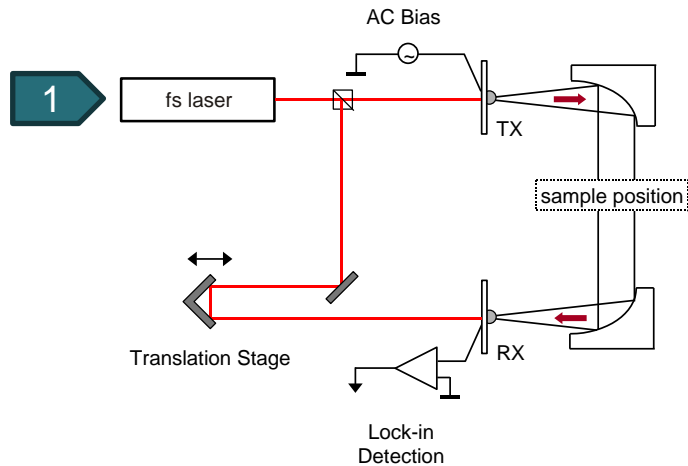 AC Bias
~
1
fs laser
TX
sample position
Translation Stage
RX
Lock-in
Detection